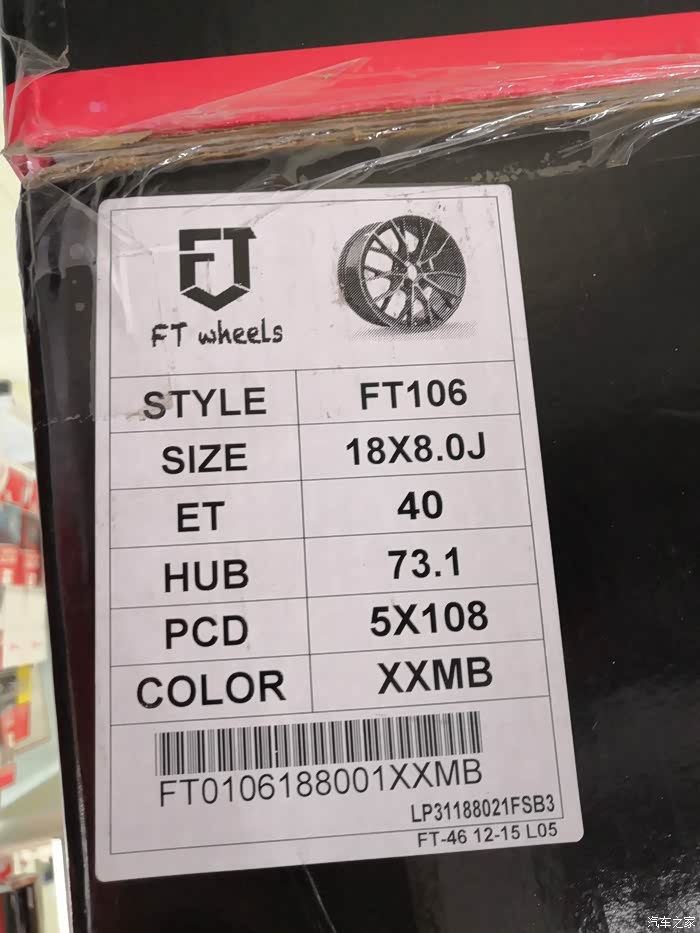 FT
FT wheels
STYLE FT106
SIZE 18X8.0J
ET 40
HUB 73.1
PCD 5X108
COLOR XXMB
FT0106188001XXMB
LP31188021FSB3
FT-46 12-15 L05
汽车之家